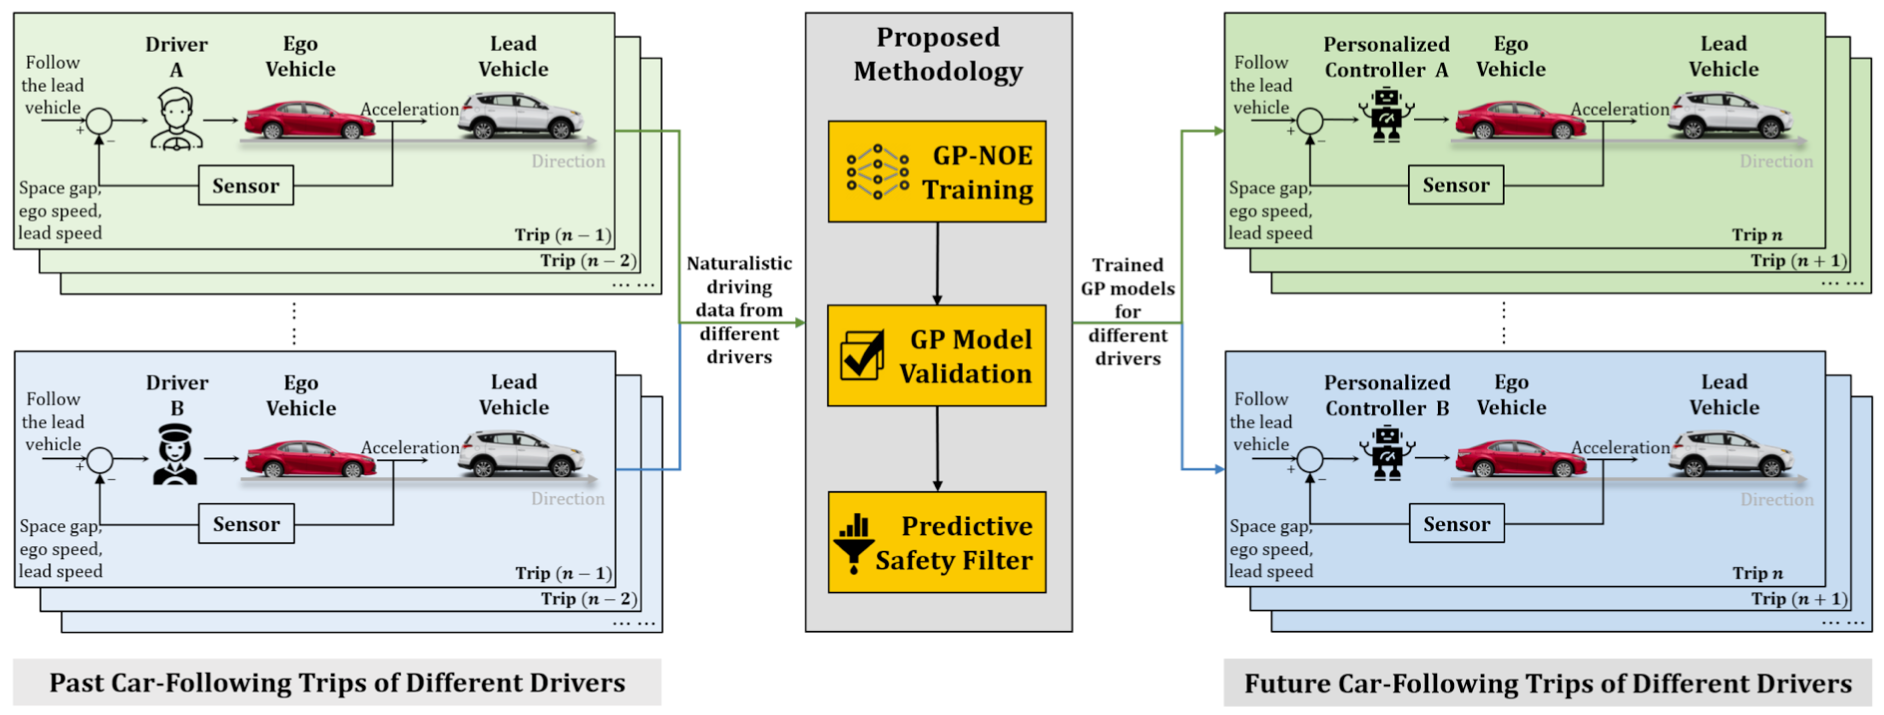 Driver
A
Ego
Vehicle
Lead
Vehicle
Follow
the lead
vehicle
+
−
Acceleration
Direction
Sensor
Space gap,
ego speed,
lead speed
Trip (n − 1)
Trip (n − 2)
... ...
Driver
B
Ego
Vehicle
Lead
Vehicle
Follow
the lead
vehicle
+
−
Acceleration
Direction
Sensor
Space gap,
ego speed,
lead speed
Trip (n − 1)
Trip (n − 2)
... ...
Past Car-Following Trips of Different Drivers
Naturalistic
driving
data from
different
drivers
Proposed
Methodology
GP-NOE
Training
GP Model
Validation
Predictive
Safety Filter
Trained
GP models
for
different
drivers
Personalized
Controller A
Ego
Vehicle
Lead
Vehicle
Follow
the lead
vehicle
+
−
Acceleration
Direction
Sensor
Space gap,
ego speed,
lead speed
Trip n
Trip (n + 1)
... ...
Personalized
Controller B
Ego
Vehicle
Lead
Vehicle
Follow
the lead
vehicle
+
−
Acceleration
Direction
Sensor
Space gap,
ego speed,
lead speed
Trip n
Trip (n + 1)
... ...
Future Car-Following Trips of Different Drivers